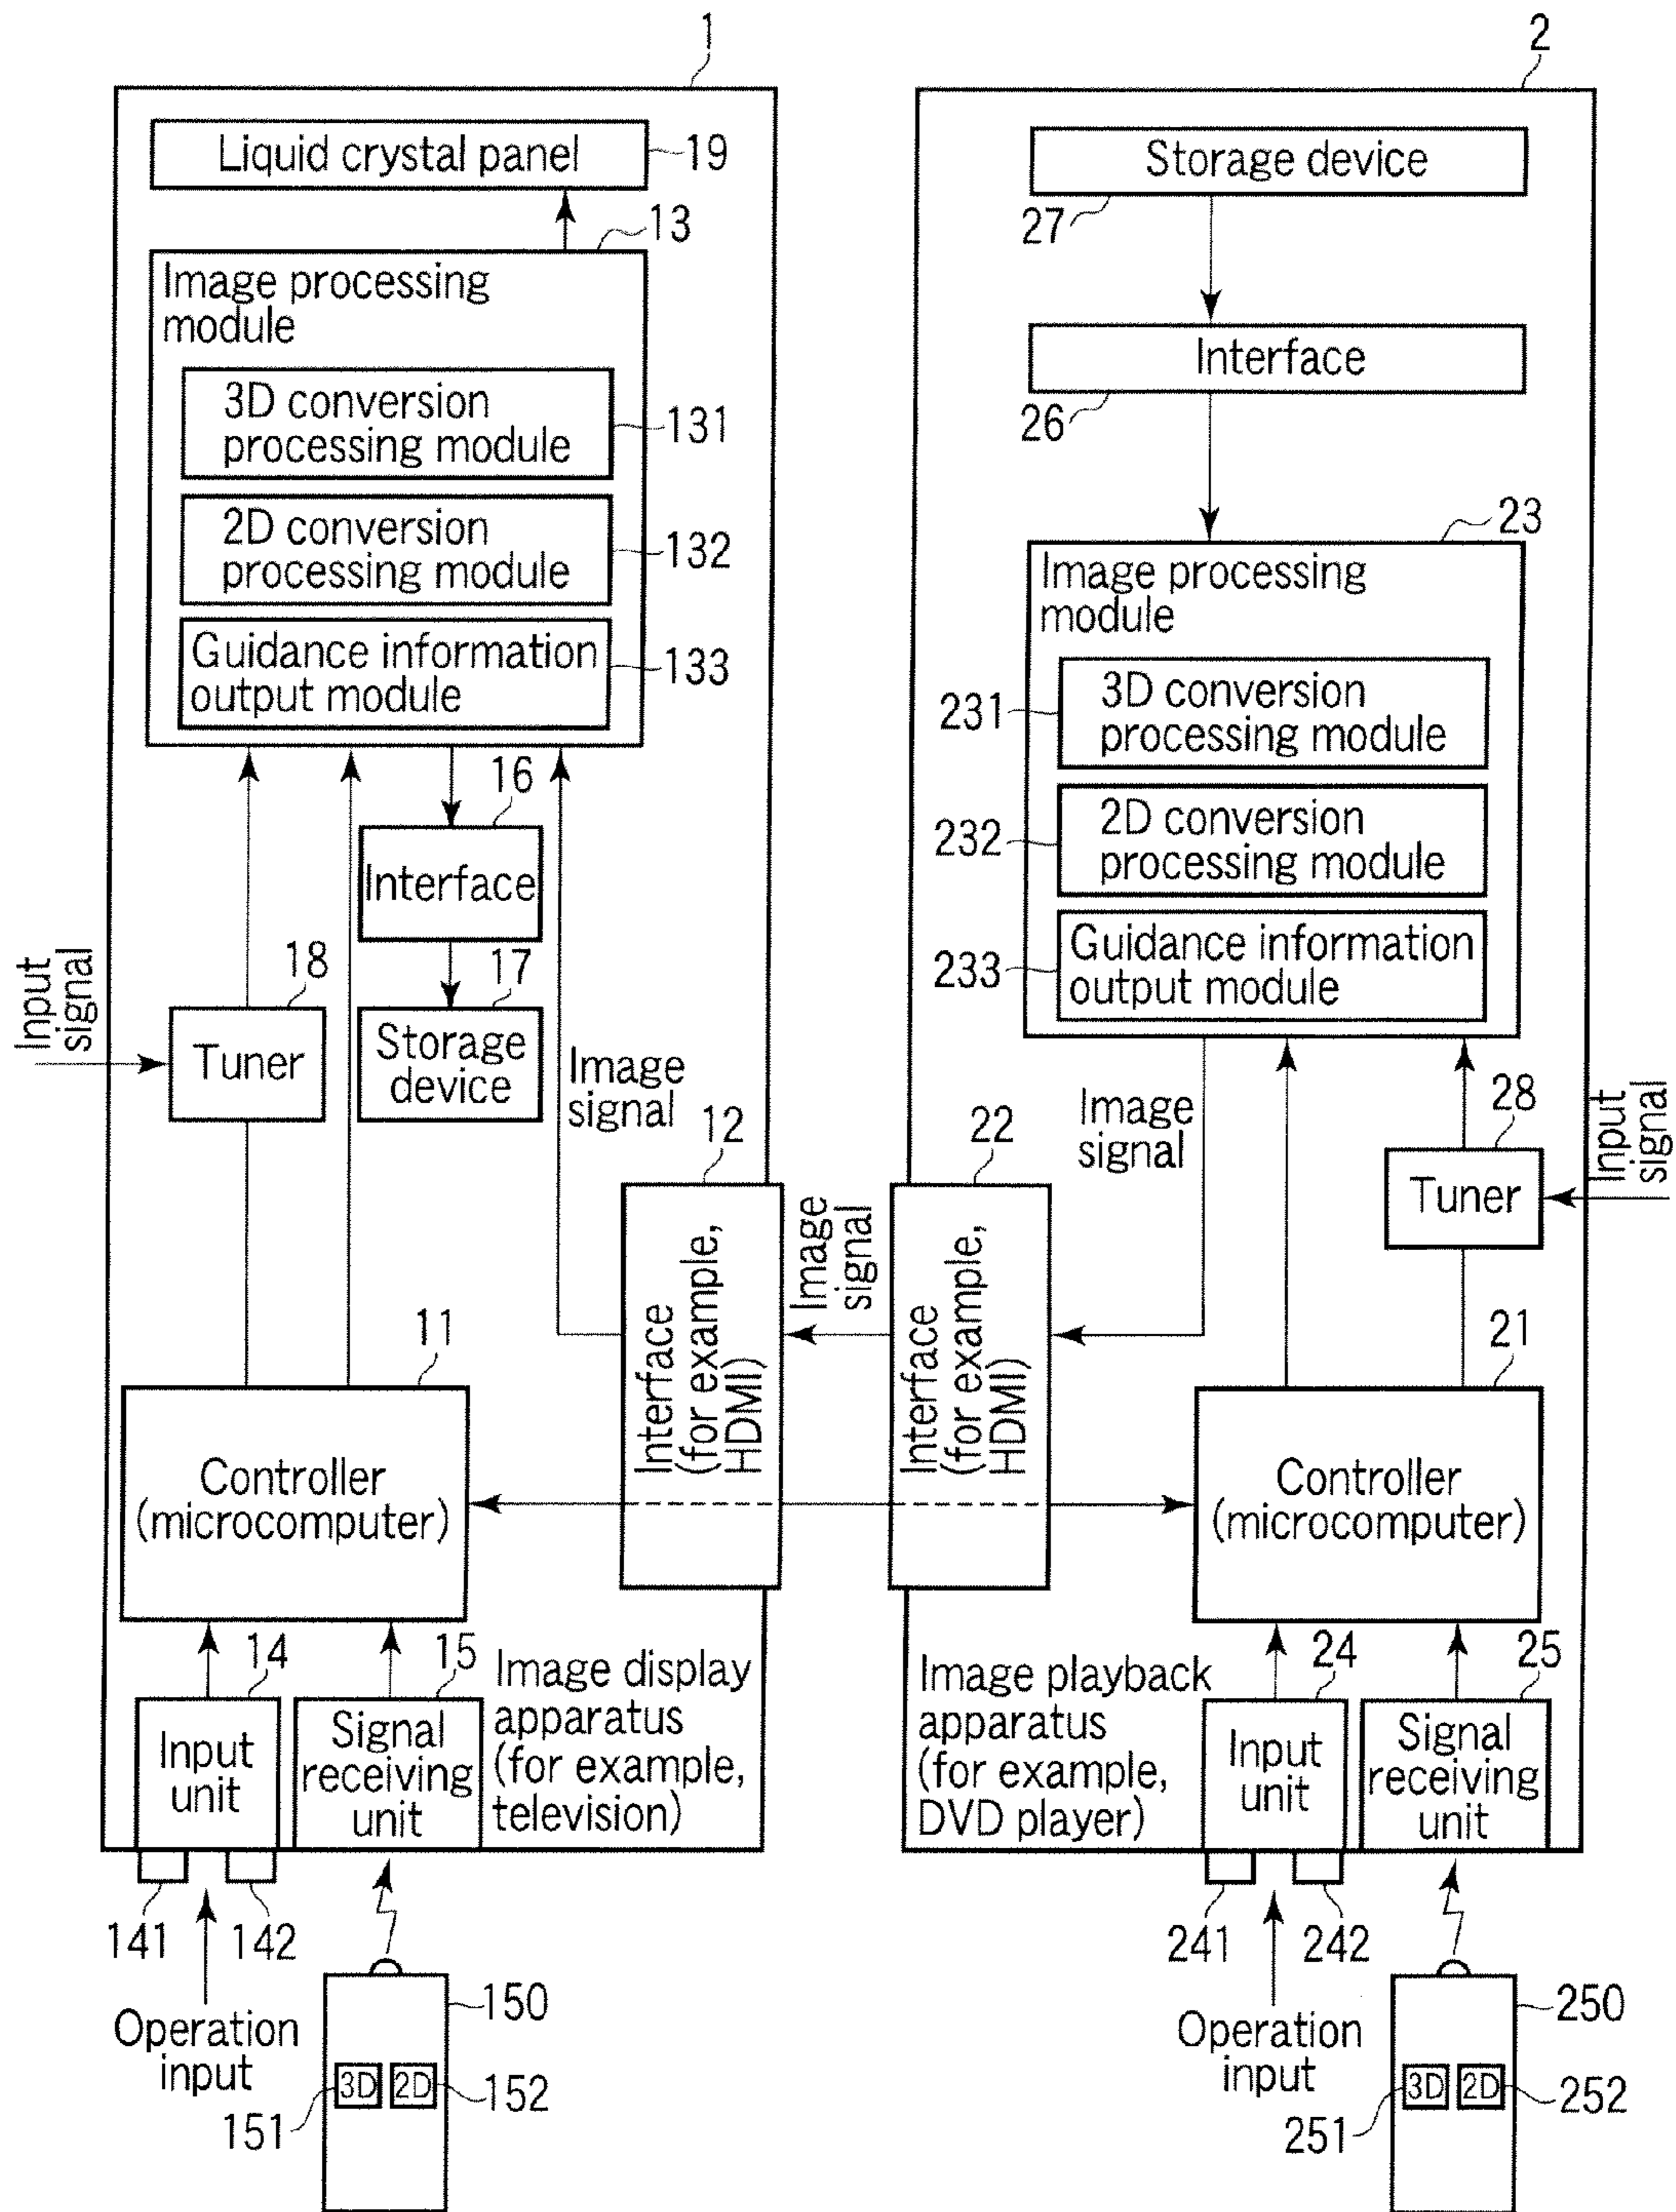 1
Liquid crystal panel
19
13
Image processing
module
3D conversion
processing module
131
2D conversion
processing module
132
Guidance information
output module
133
16
Interface
17
Storage
device
18
Tuner
Input
signal
Image
signal
12
Interface
(for example,
HDMI)
11
Controller
(microcomputer)
14
Input
unit
15
Signal
receiving
unit
Image display
apparatus
(for example,
television)
141
142
Operation
input
150
3D
2D
151
152
Image
signal
2
Storage device
27
Interface
26
23
Image processing
module
231
3D conversion
processing module
232
2D conversion
processing module
233
Guidance information
output module
Image
signal
28
Tuner
Input
signal
22
Interface
(for example,
HDMI)
21
Controller
(microcomputer)
Image playback
apparatus
(for example,
DVD player)
24
Input
unit
25
Signal
receiving
unit
241
242
Operation
input
250
3D
2D
251
252